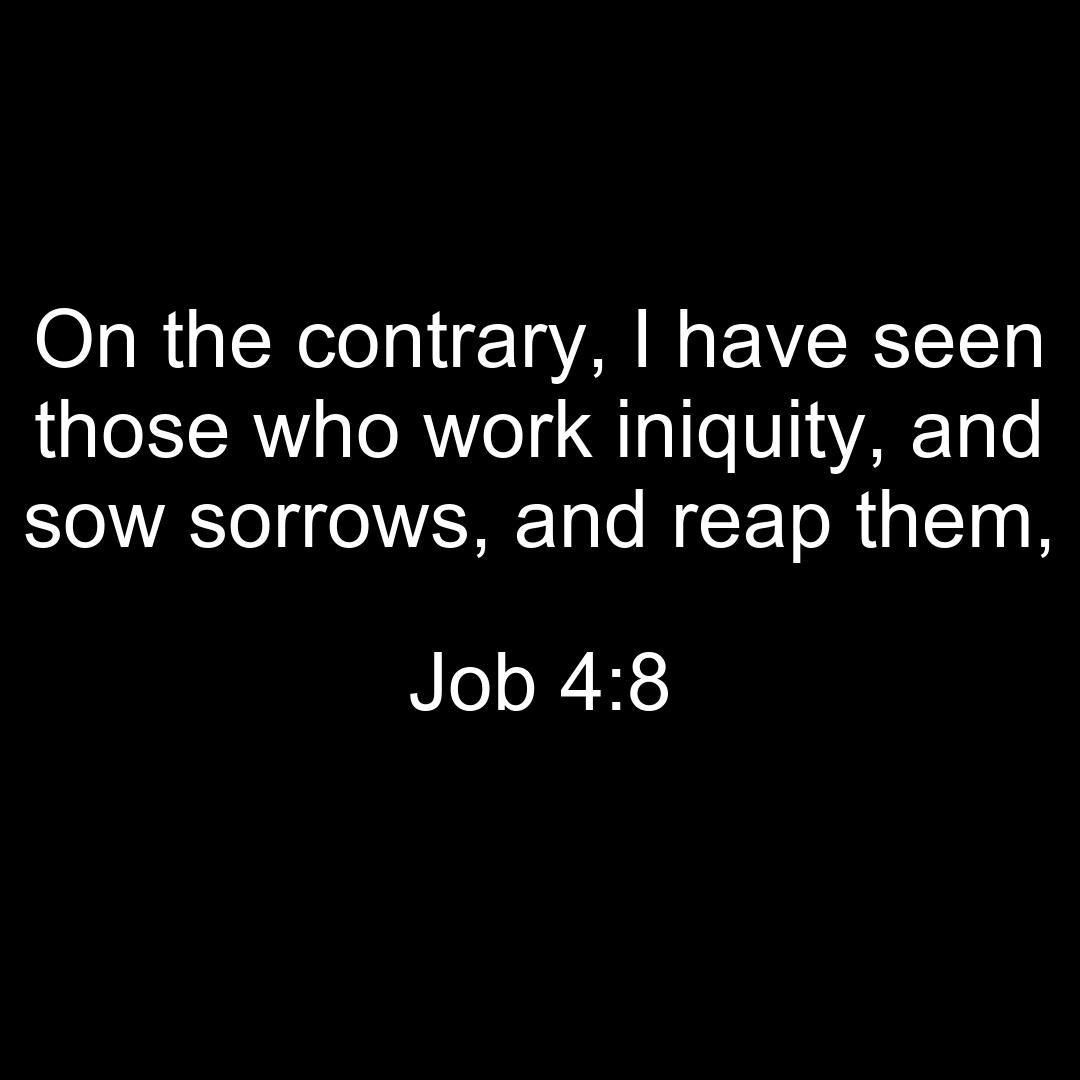 On the contrary, I have seen
those who work iniquity, and
sow sorrows, and reap them,
Job 4:8